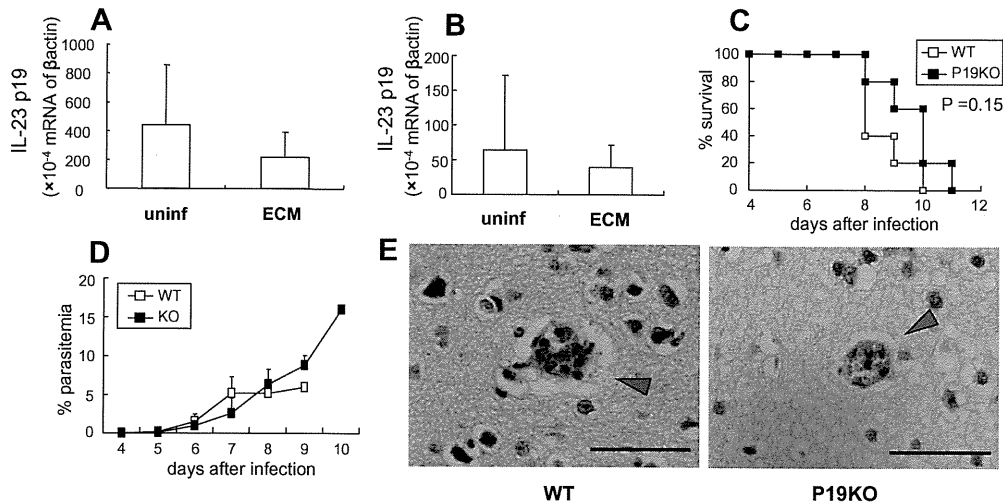 A
IL-23 p19
(×10⁻⁴ mRNA of βactin)
1000
800
600
400
200
0
uninf
ECM
B
IL-23 p19
(×10⁻⁴ mRNA of βactin)
200
150
100
50
0
uninf
ECM
C
WT
P19KO
P =0.15
% survival
100
80
60
40
20
0
4
6
8
10
12
days after infection
D
WT
KO
% parasitemia
20
15
10
5
0
4
5
6
7
8
9
10
days after infection
E
WT
P19KO